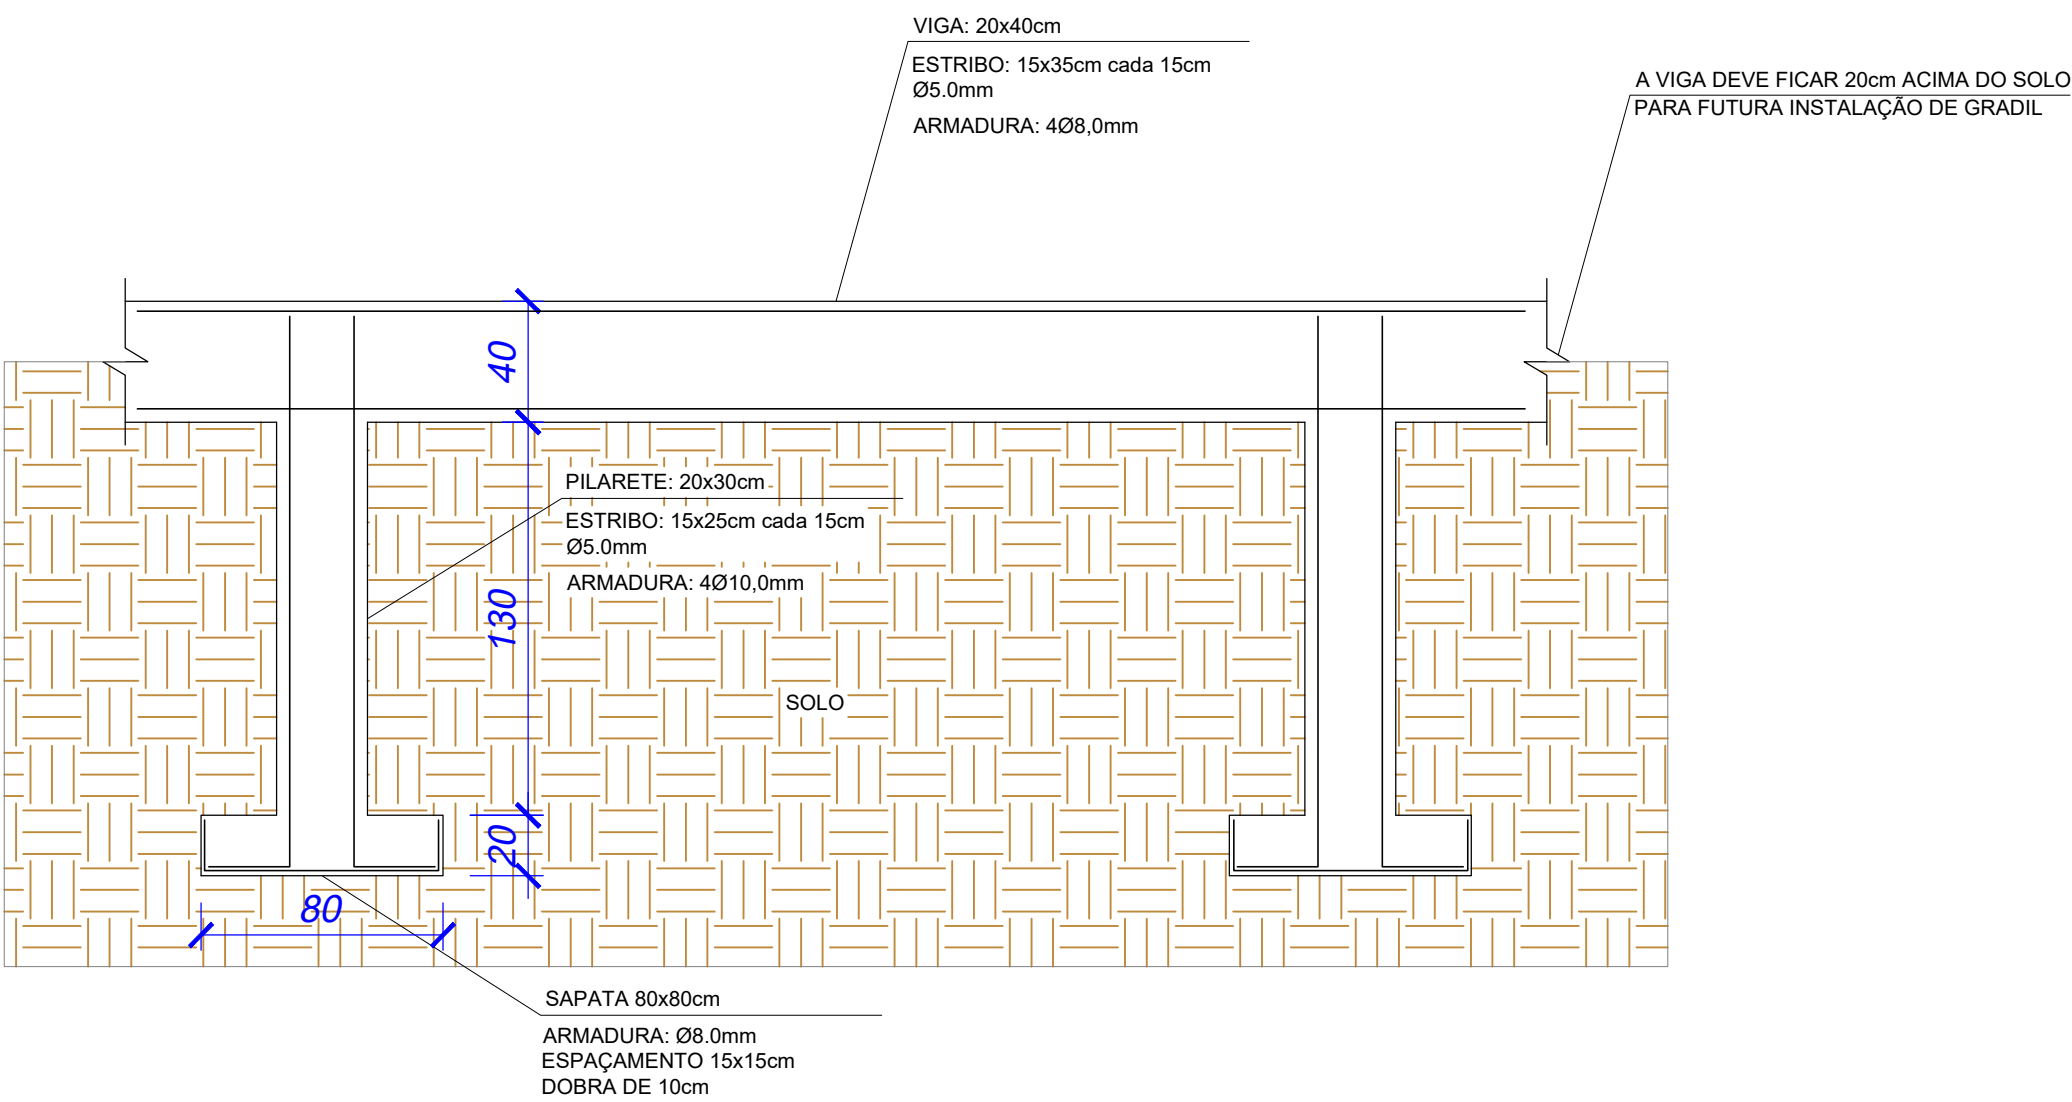 VIGA: 20x40cm
ESTRIBO: 15x35cm cada 15cm
Ø5.0mm
ARMADURA: 4Ø8,0mm
A VIGA DEVE FICAR 20cm ACIMA DO SOLO
PARA FUTURA INSTALAÇÃO DE GRADIL
40
PILARETE: 20x30cm
ESTRIBO: 15x25cm cada 15cm
Ø5.0mm
ARMADURA: 4Ø10,0mm
130
SOLO
20
80
SAPATA 80x80cm
ARMADURA: Ø8.0mm
ESPAÇAMENTO 15x15cm
DOBRA DE 10cm